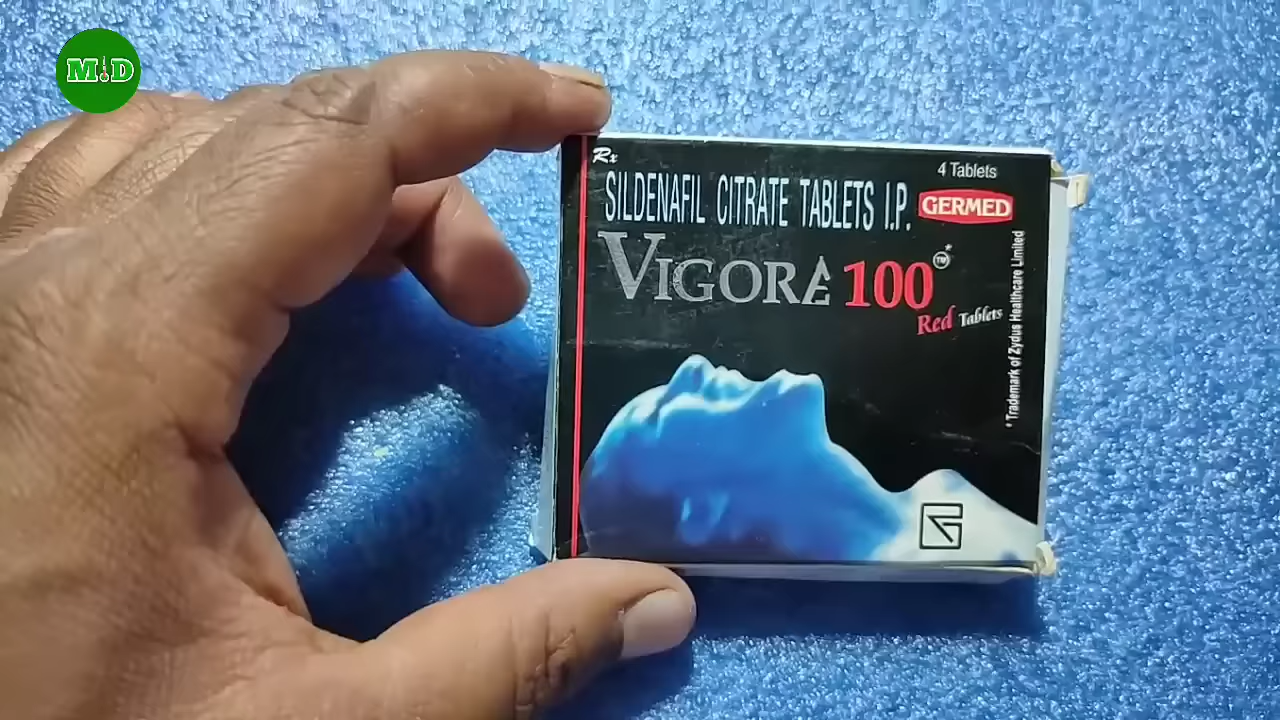 M D
Rx
4 Tablets
SILDENAFIL CITRATE TABLETS I.P.
GERMED
VIGORA 100 TM*
Red Tablets
*Trademark of Zydus Healthcare Limited